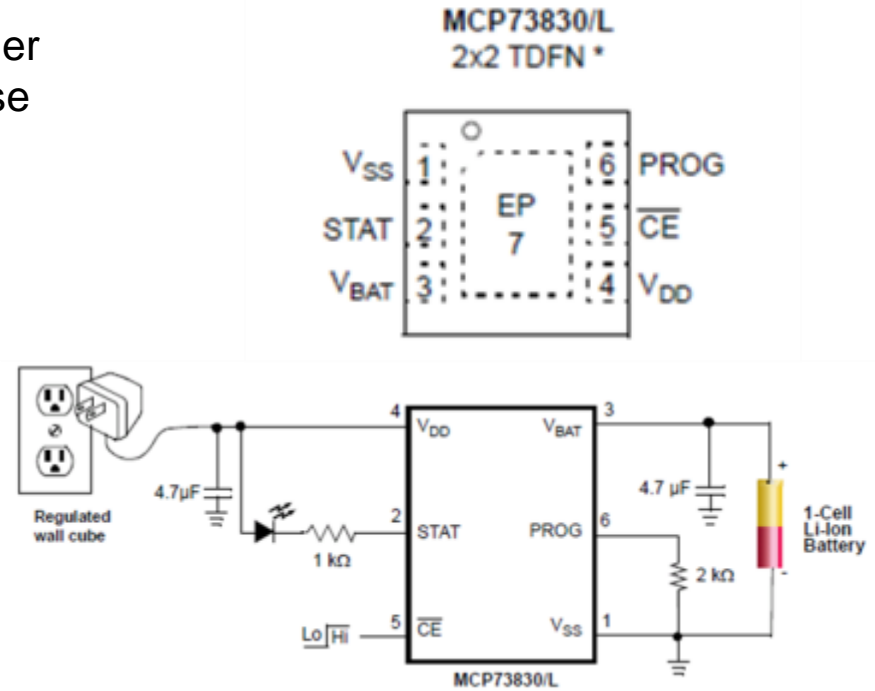 er
se
MCP73830/L
2x2 TDFN *
VSS 1
STAT 2
VBAT 3
EP
7
6 PROG
5 CE
4 VDD
4 VDD
VBAT 3
4.7µF
2 STAT
1 kΩ
4.7 µF
PROG 6
2 kΩ
+
-
1-Cell
Li-Ion
Battery
Regulated
wall cube
Lo Hi
5 CE
VSS 1
MCP73830/L